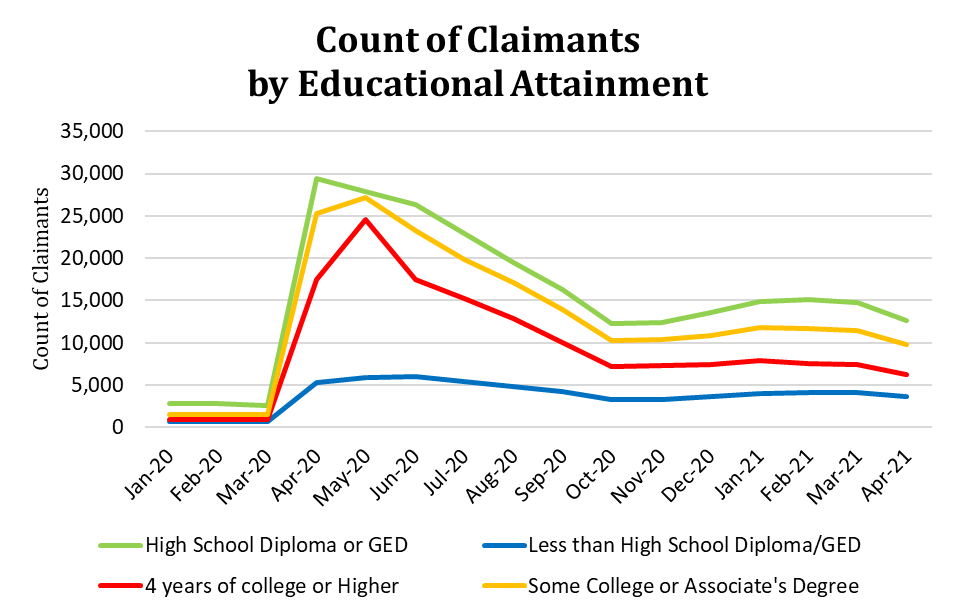 Count of Claimants
by Educational Attainment
Count of Claimants
35,000
30,000
25,000
20,000
15,000
10,000
5,000
0
Jan-20
Feb-20
Mar-20
Apr-20
May-20
Jun-20
Jul-20
Aug-20
Sep-20
Oct-20
Nov-20
Dec-20
Jan-21
Feb-21
Mar-21
Apr-21
High School Diploma or GED
Less than High School Diploma/GED
4 years of college or Higher
Some College or Associate's Degree